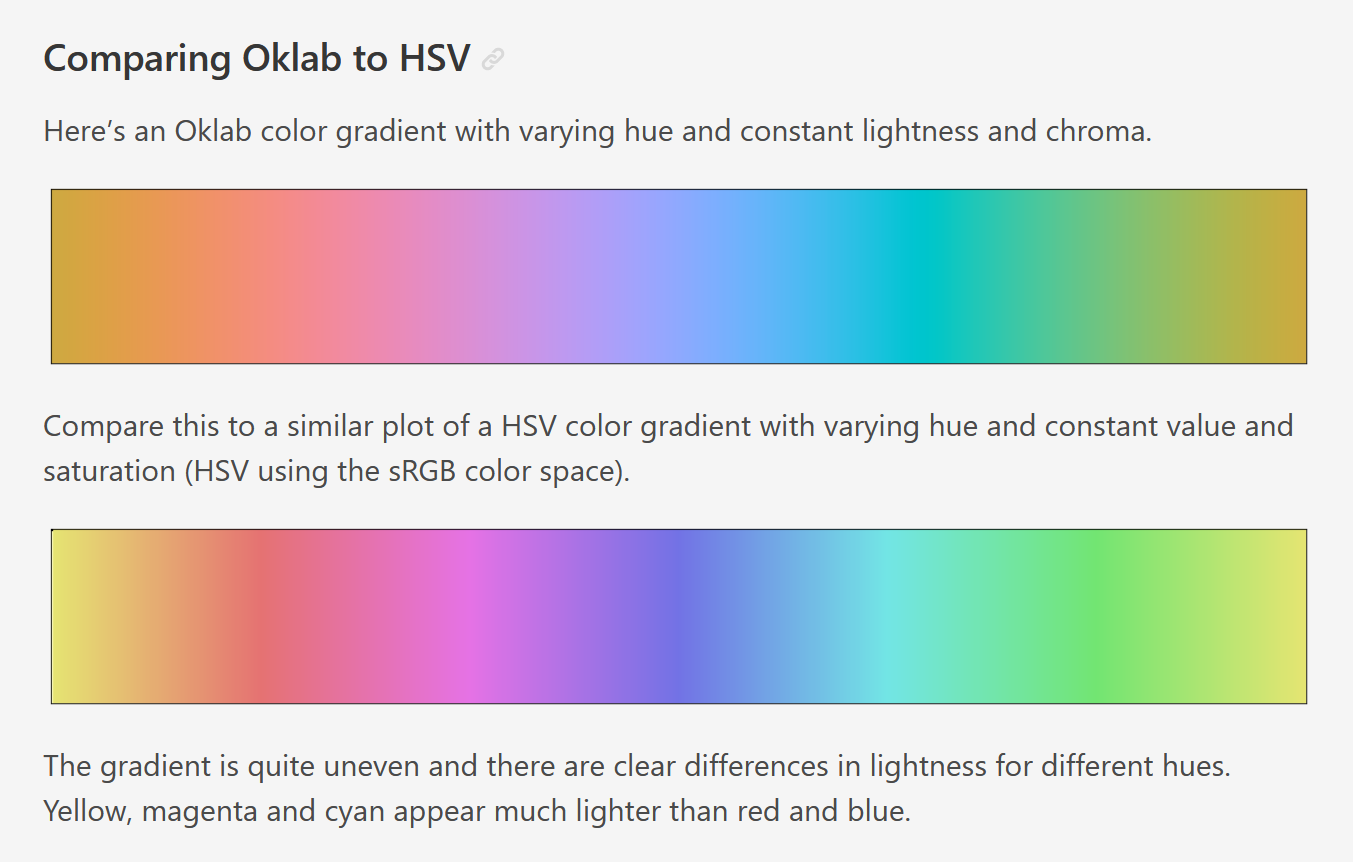 Comparing Oklab to HSV
Here’s an Oklab color gradient with varying hue and constant lightness and chroma.
Compare this to a similar plot of a HSV color gradient with varying hue and constant value and
saturation (HSV using the sRGB color space).
The gradient is quite uneven and there are clear differences in lightness for different hues.
Yellow, magenta and cyan appear much lighter than red and blue.